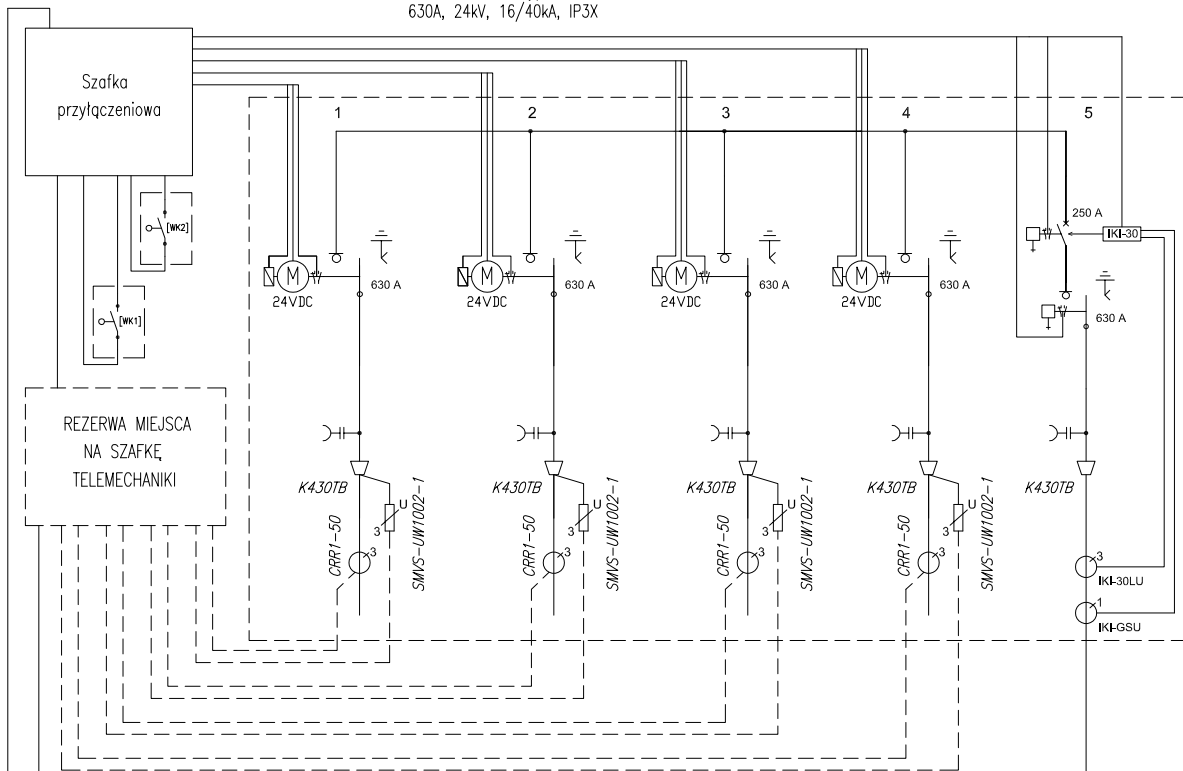 630A, 24kV, 16/40kA, IP3X
Szafka
przyłączeniowa
1
2
3
4
5
[WK2]
[WK1]
250 A
IKI-30
M
24VDC
630 A
M
24VDC
630 A
M
24VDC
630 A
M
24VDC
630 A
630 A
REZERWA MIEJSCA
NA SZAFKĘ
TELEMECHANIKI
K430TB
U
3
SMVS-UW1002-1
CRR1-50
3
K430TB
U
3
SMVS-UW1002-1
CRR1-50
3
K430TB
U
3
SMVS-UW1002-1
CRR1-50
3
K430TB
U
3
SMVS-UW1002-1
CRR1-50
3
K430TB
3
IKI-30LU
1
IKI-GSU